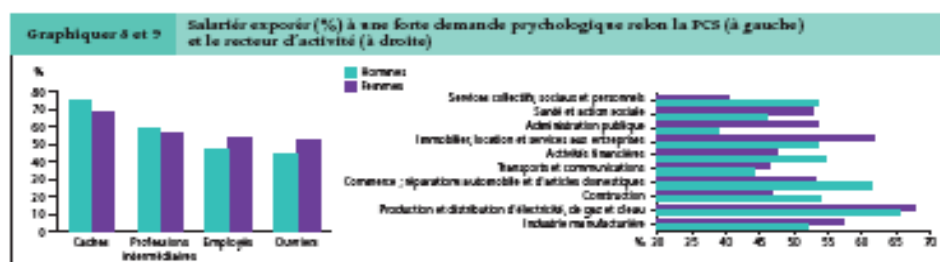 Graphiques 8 et 9
Salariés exposés (%) à une forte demande psychologique selon la PCS (à gauche)
et le secteur d'activité (à droite)
%
80
70
60
50
40
30
20
10
0
Cadres
Professions
intermédiaires
Employés
Ouvriers
Hommes
Femmes
Services collectifs, sociaux et personnels
Santé et action sociale
Administration publique
Immobilier, location et services aux entreprises
Activités financières
Transports et communications
Commerce ; réparations automobile et d'articles domestiques
Construction
Production et distribution d'électricité, de gaz et d'eau
Industrie manufacturière
% 20 35 40 45 50 55 60 65 70